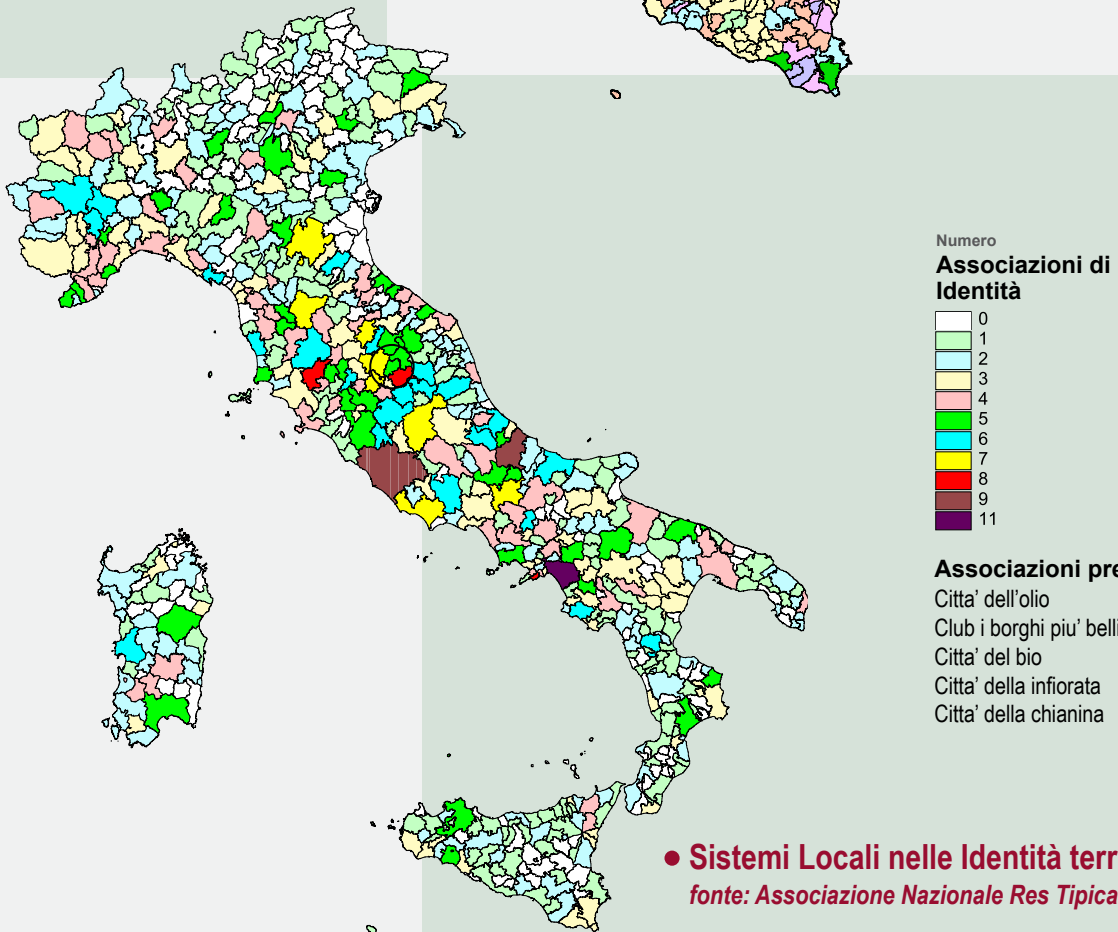 Numero
Associazioni di
Identità
0
1
2
3
4
5
6
7
8
9
11
Associazioni pre
Citta' dell'olio
Club i borghi piu' belli
Citta' del bio
Citta' della infiorata
Citta' della chianina
• Sistemi Locali nelle Identità terr
fonte: Associazione Nazionale Res Tipica